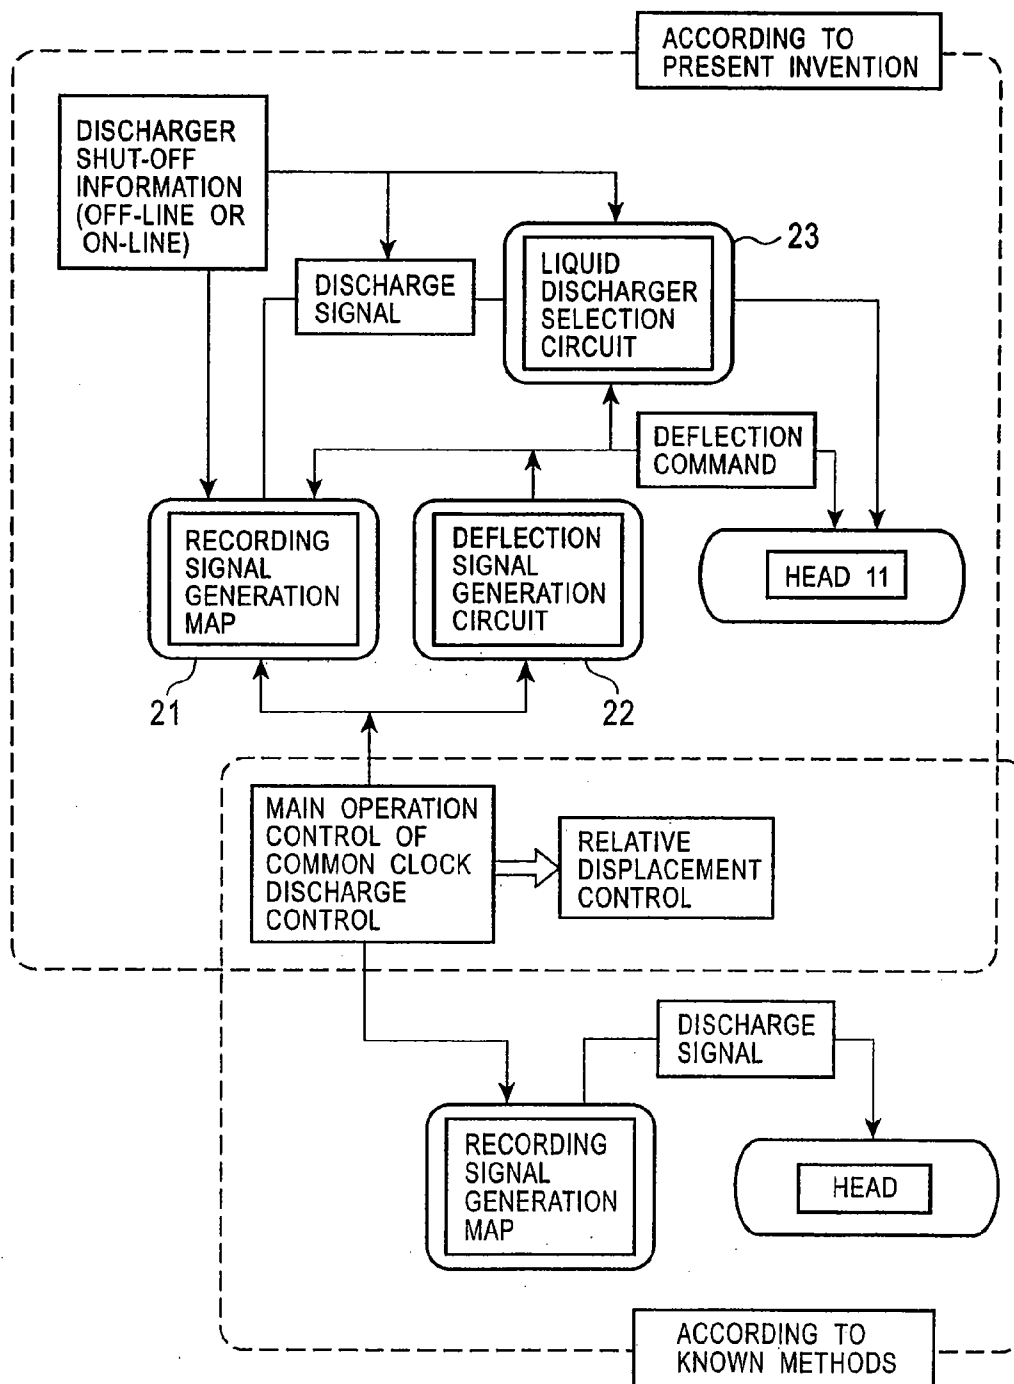 ACCORDING TO
PRESENT INVENTION
DISCHARGER
SHUT-OFF
INFORMATION
(OFF-LINE OR
ON-LINE)
23
DISCHARGE
SIGNAL
LIQUID
DISCHARGER
SELECTION
CIRCUIT
DEFLECTION
COMMAND
RECORDING
SIGNAL
GENERATION
MAP
DEFLECTION
SIGNAL
GENERATION
CIRCUIT
HEAD 11
21
22
MAIN OPERATION
CONTROL OF
COMMON CLOCK
DISCHARGE
CONTROL
RELATIVE
DISPLACEMENT
CONTROL
DISCHARGE
SIGNAL
RECORDING
SIGNAL
GENERATION
MAP
HEAD
ACCORDING TO
KNOWN METHODS